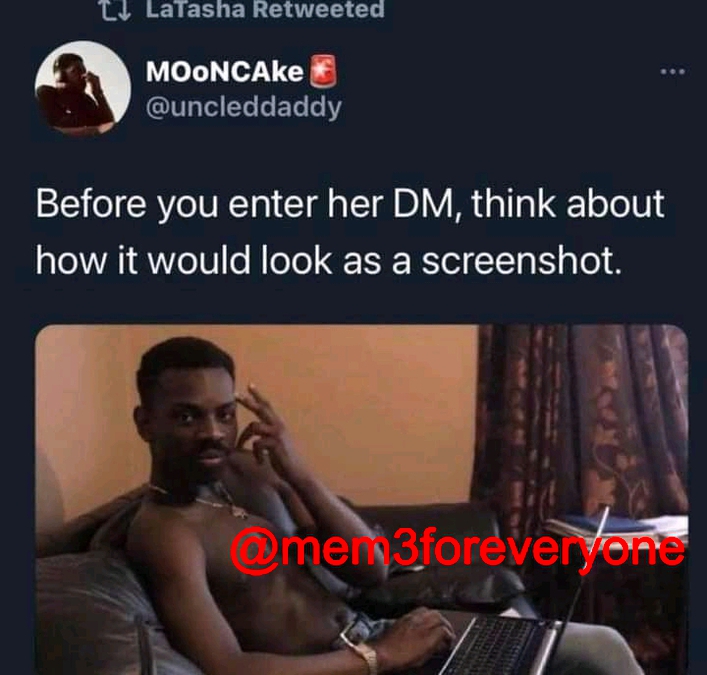 LaTasha Retweeted
MOoNCAke🚨
@uncleddaddy
Before you enter her DM, think about
how it would look as a screenshot.
@mem3foreveryone